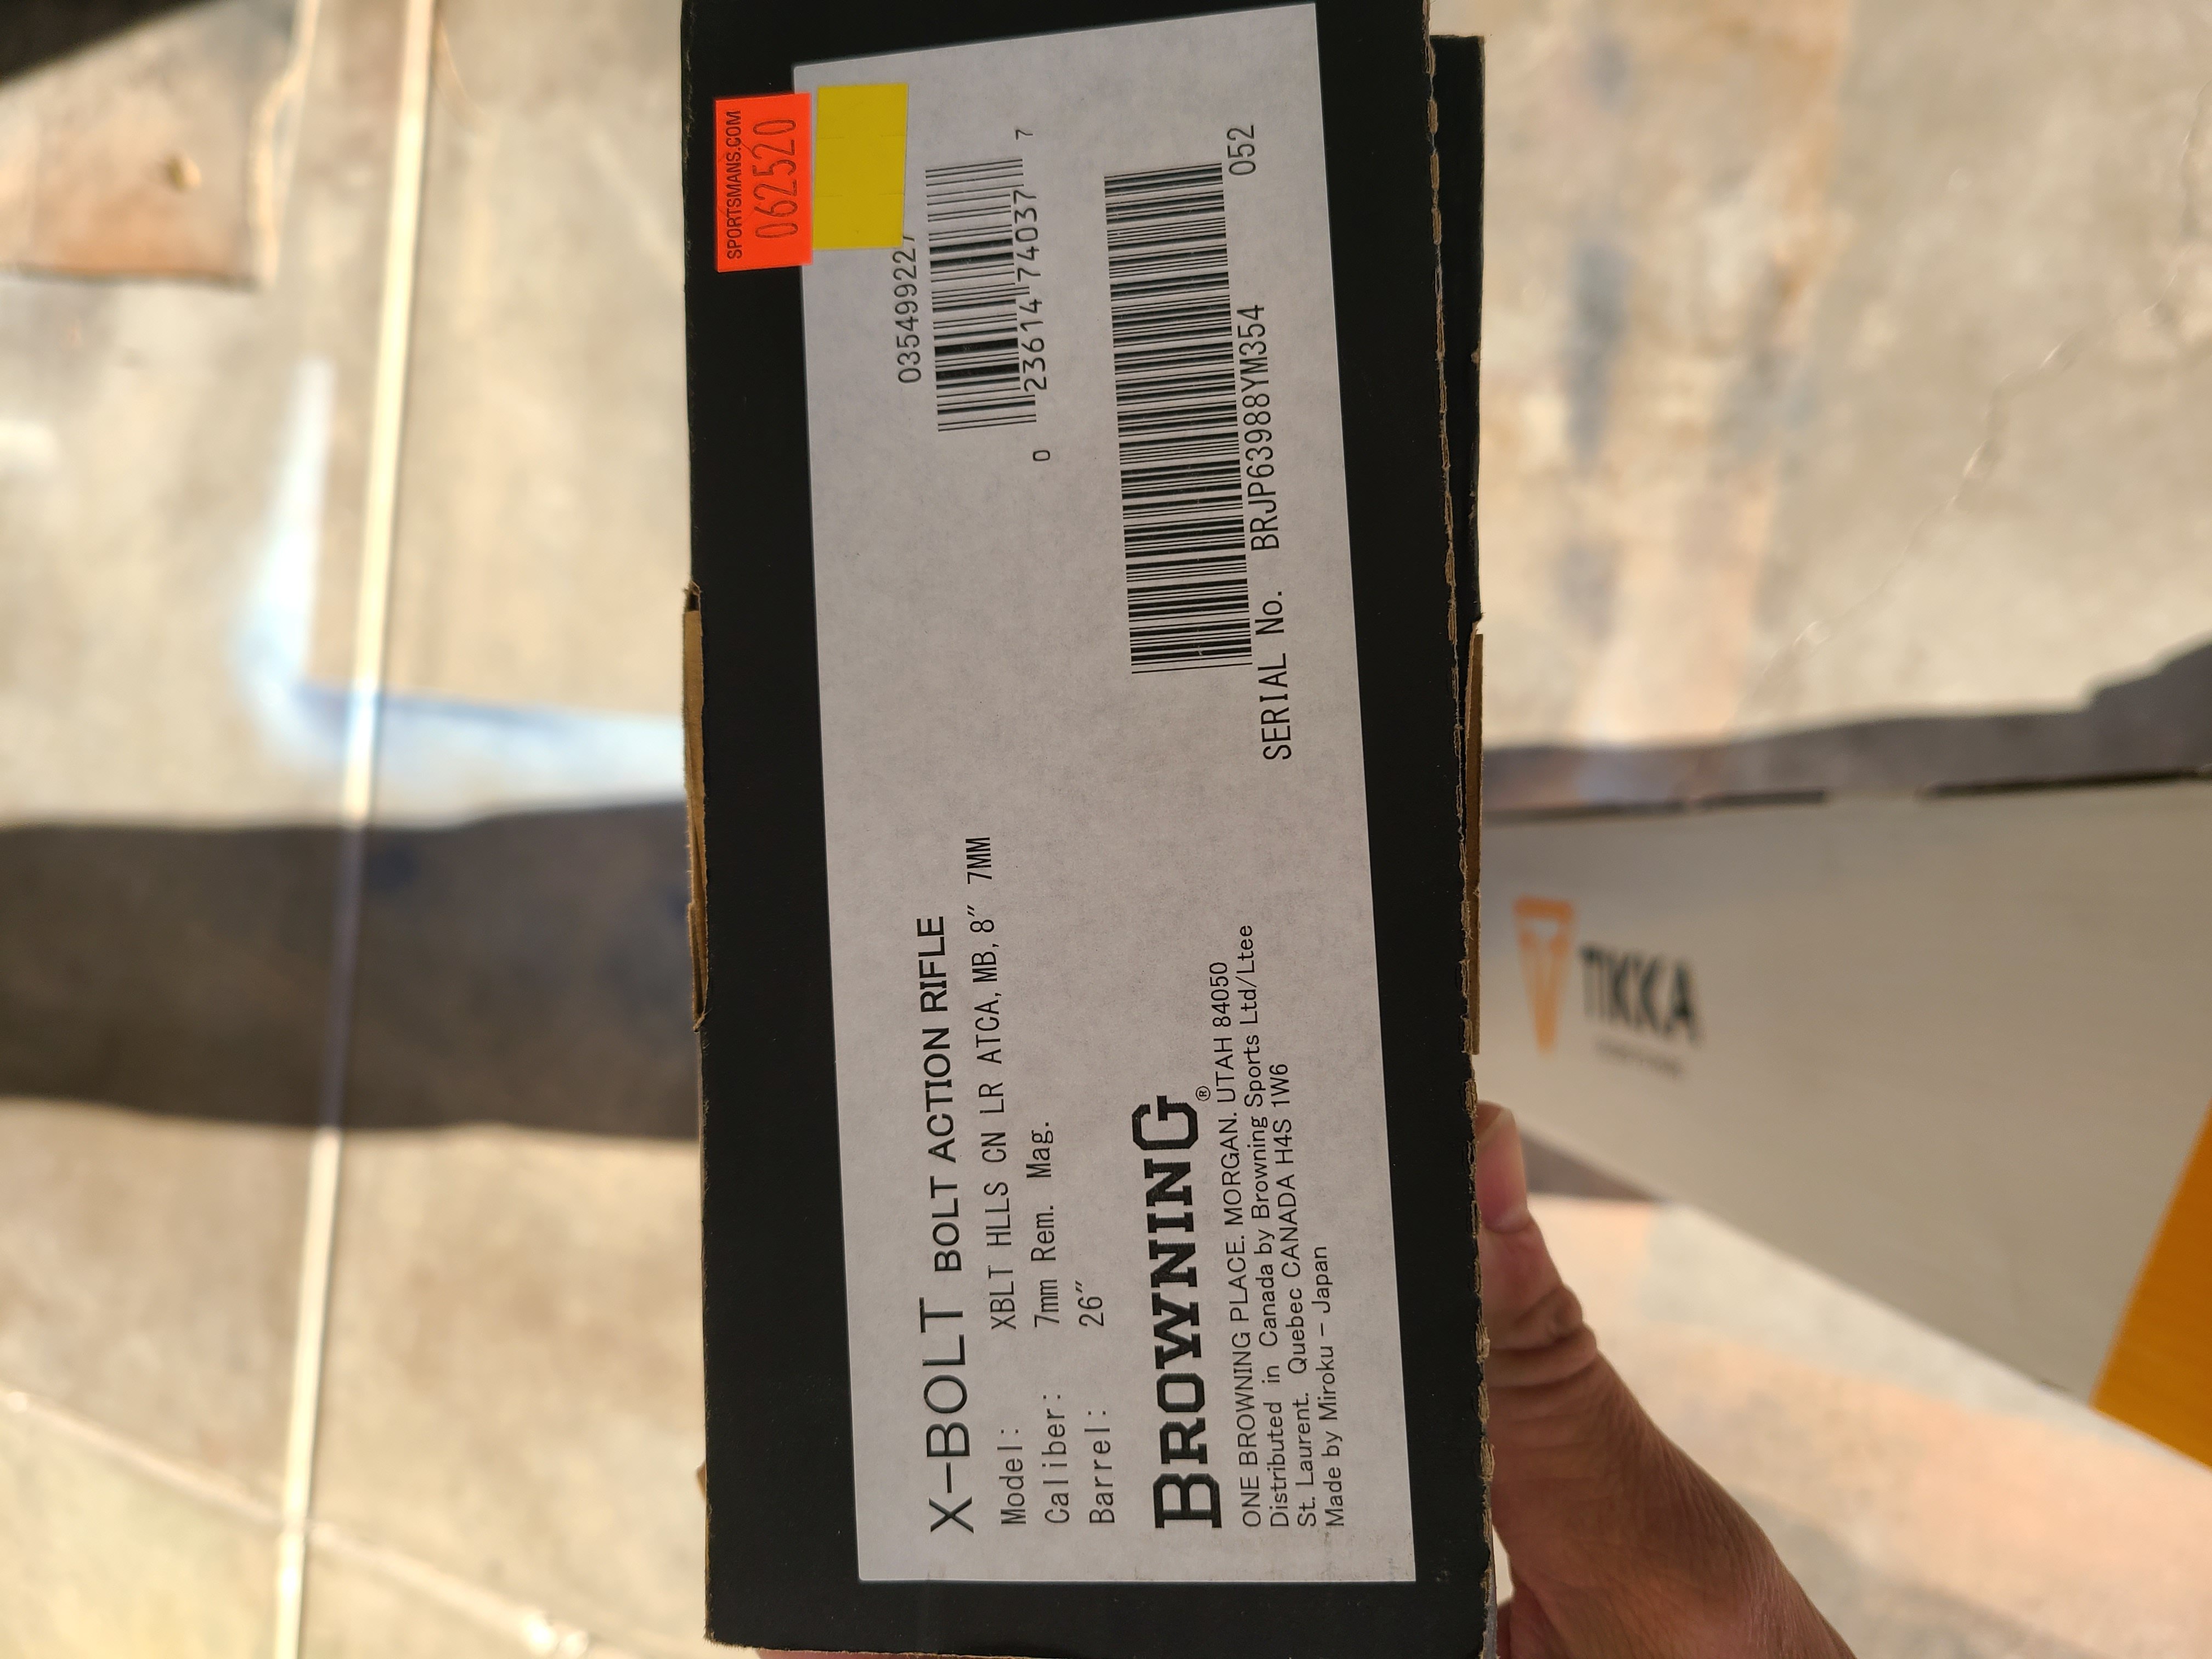 SPORTSMANS.COM
062520
X-BOLT BOLT ACTION RIFLE
Model: XBLT HLLS CN LR ATCA, MB, 8" 7MM
Caliber: 7mm Rem. Mag.
Barrel: 26"
035499227
0 23614 74037 7
BROWNING®
ONE BROWNING PLACE. MORGAN. UTAH 84050
Distributed in Canada by Browning Sports Ltd/Ltee
St. Laurent. Quebec CANADA H4S 1W6
Made by Miroku - Japan
SERIAL No. BRJP63988YM354 052
TIKKA